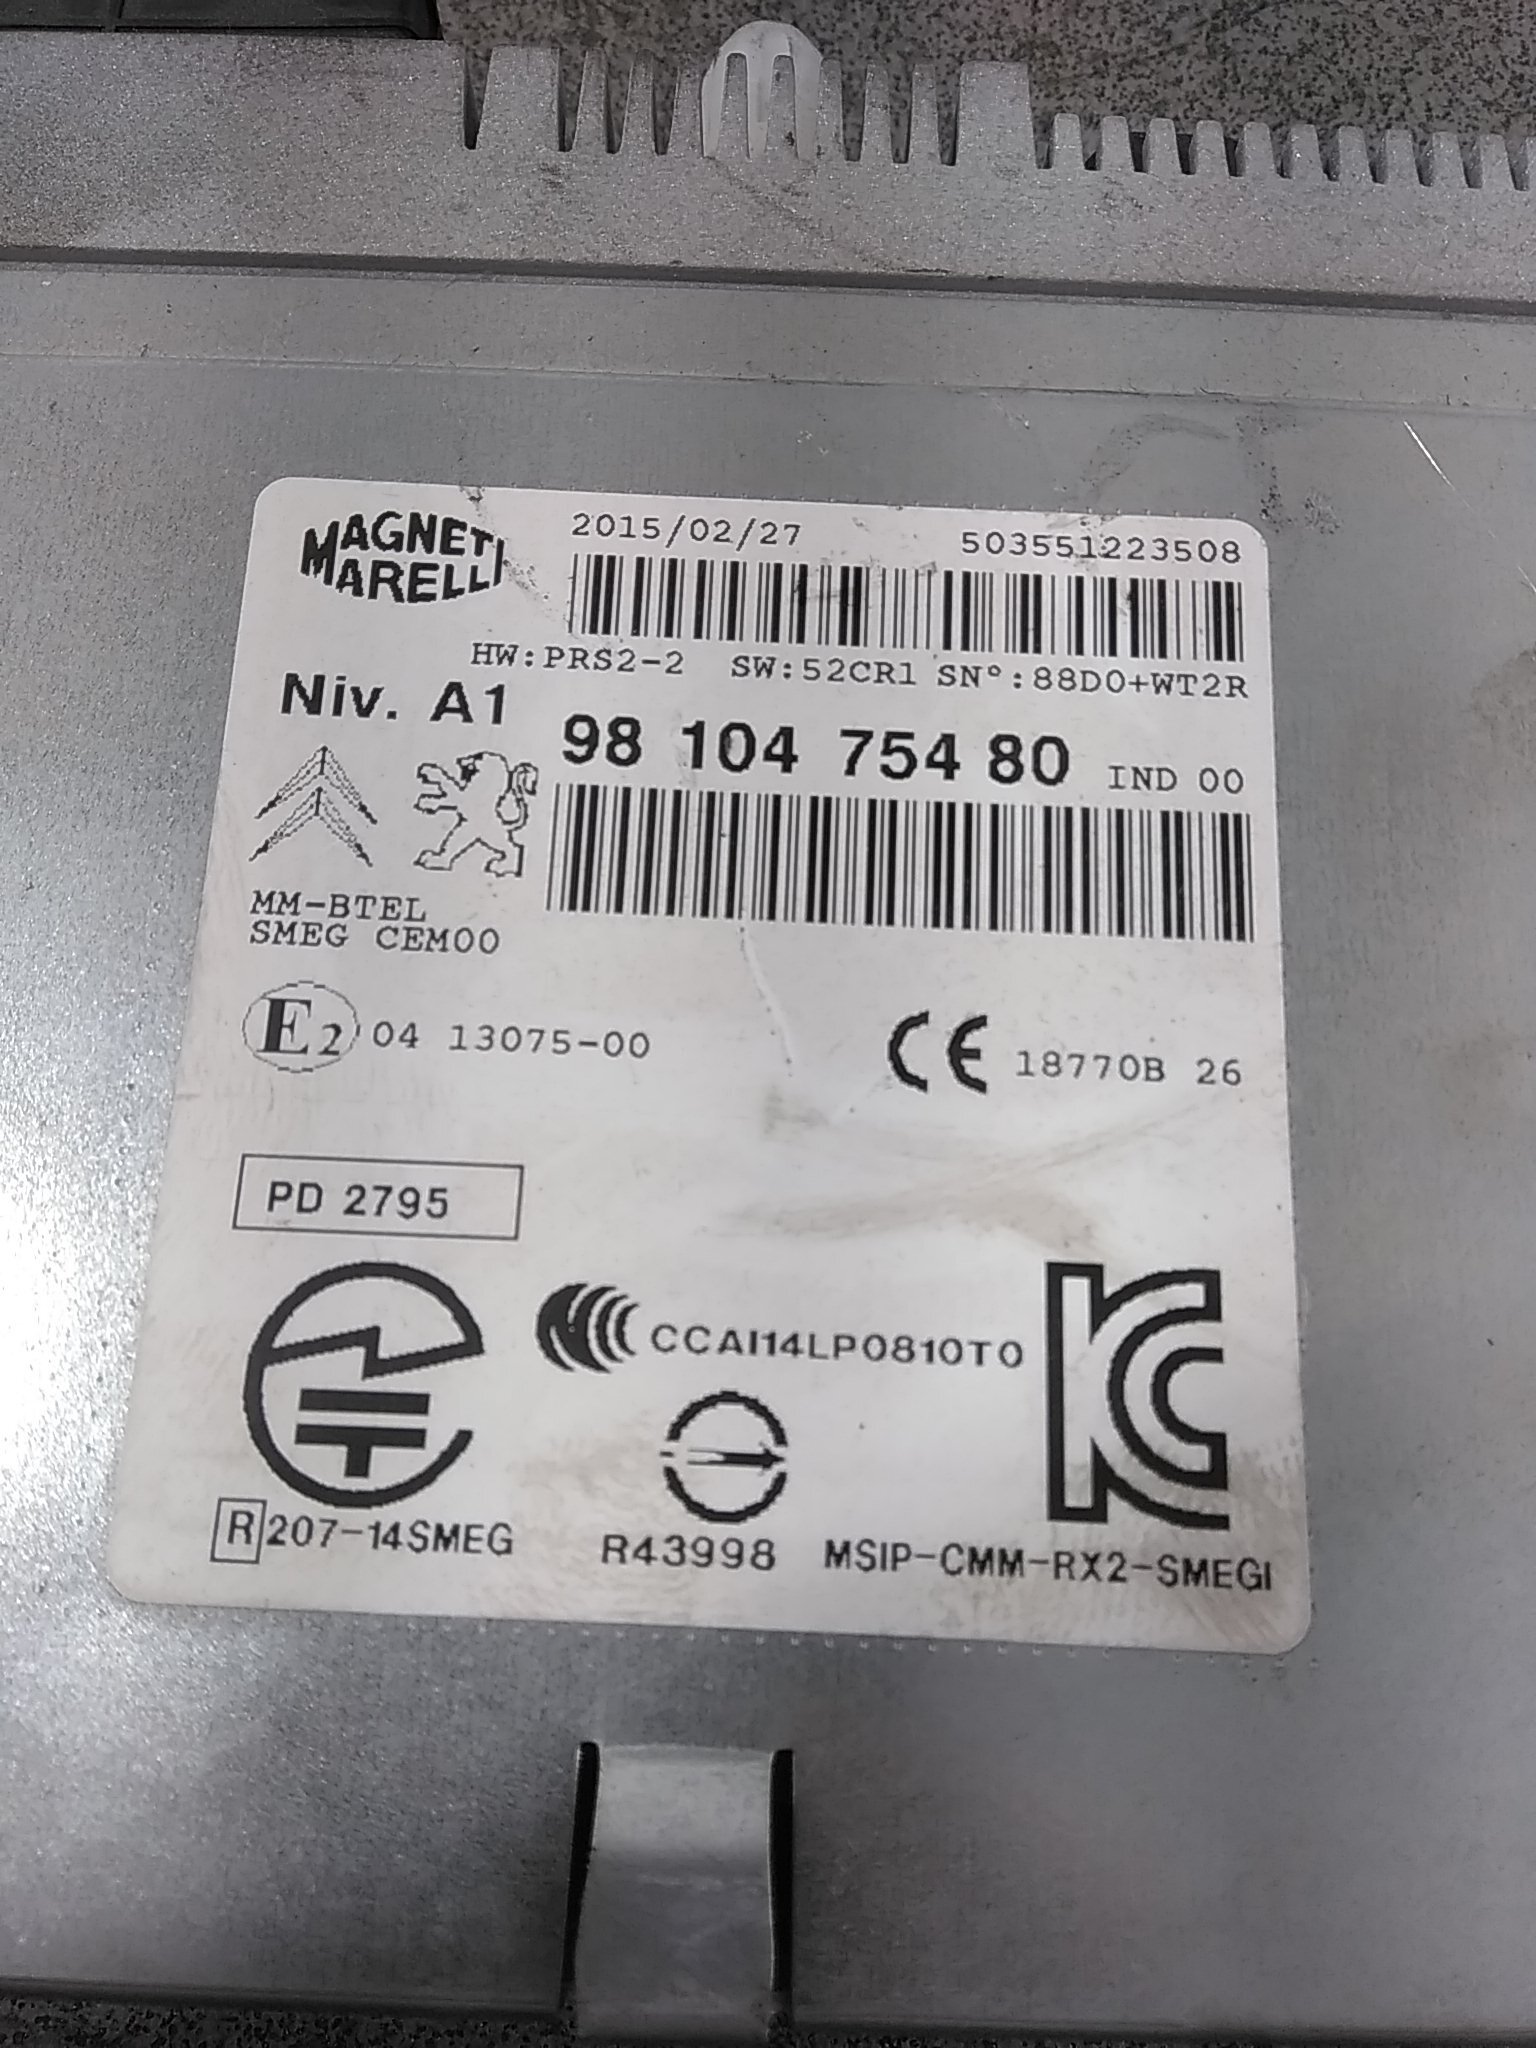 MAGNETI
MARELLI
2015/02/27 503551223508
HW:PRS2-2 SW:52CR1 SN°:88D0+WT2R
Niv. A1
98 104 754 80 IND 00
MM-BTEL
SMEG CEM00
E2 04 13075-00
CE 18770B 26
PD 2795
CCAI14LP0810T0
R 207-14SMEG
R43998
MSIP-CMM-RX2-SMEGI